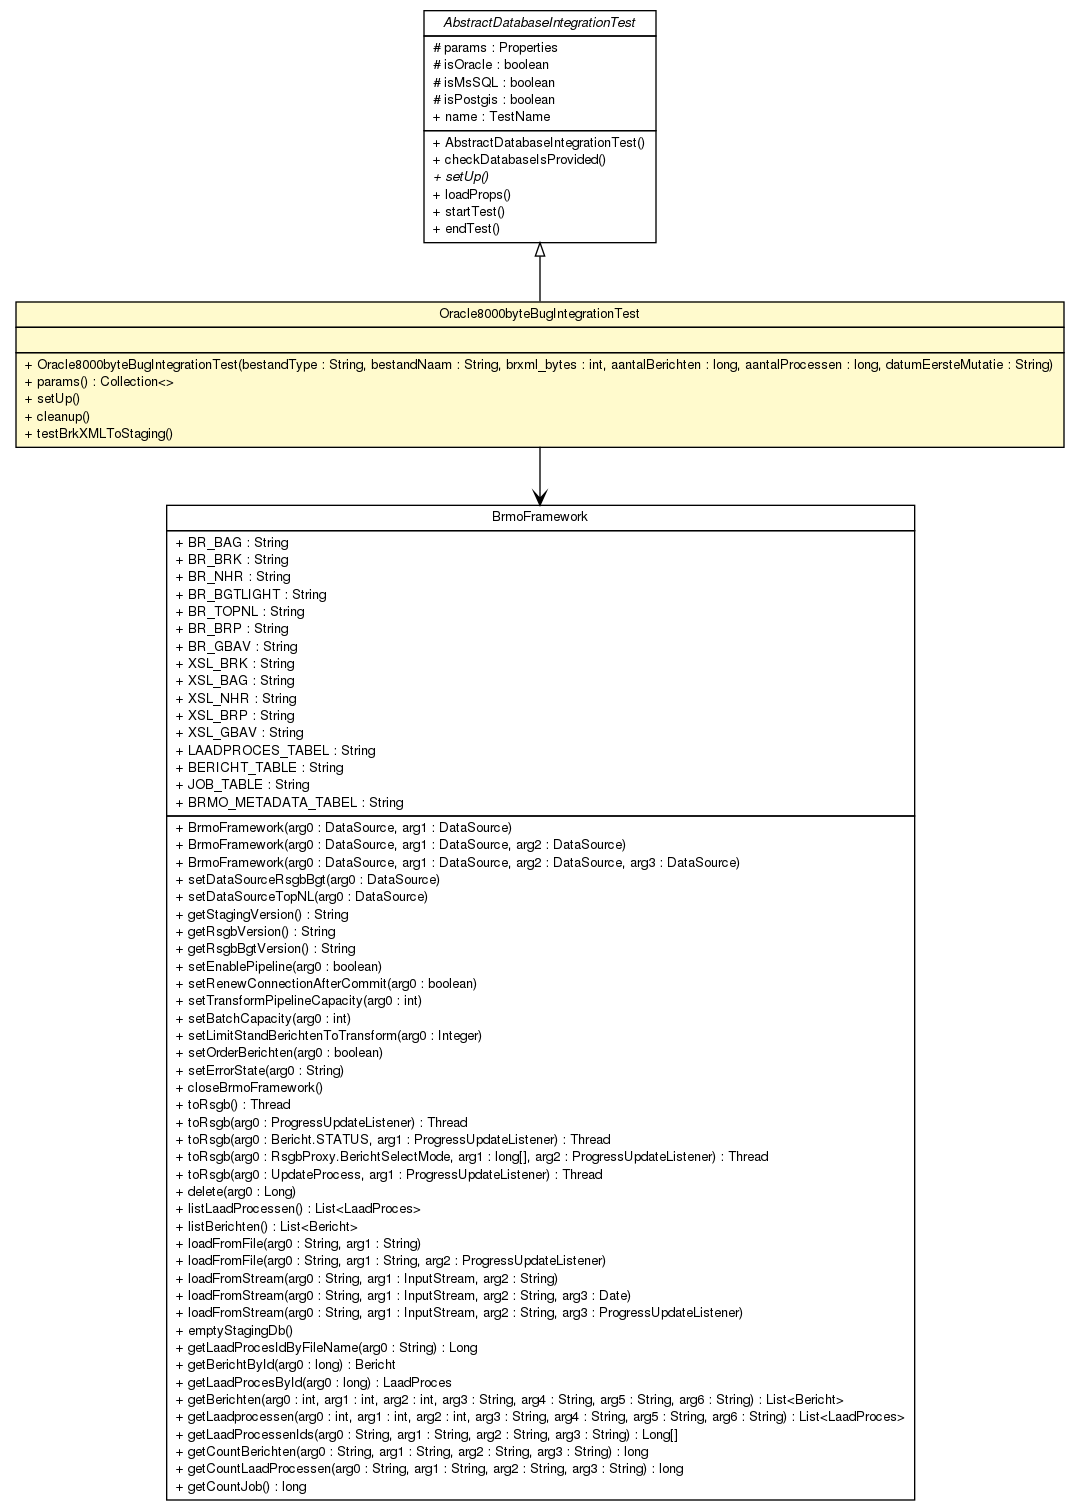 AbstractDatabaseIntegrationTest
# params : Properties
# isOracle : boolean
# isMsSQL : boolean
# isPostgis : boolean
+ name : TestName
+ AbstractDatabaseIntegrationTest()
+ checkDatabaseIsProvided()
+ setUp()
+ loadProps()
+ startTest()
+ endTest()
Oracle8000byteBugIntegrationTest
+ Oracle8000byteBugIntegrationTest(bestandType : String, bestandNaam : String, brxml_bytes : int, aantalBerichten : long, aantalProcessen : long, datumEersteMutatie : String)
+ params() : Collection<>
+ setUp()
+ cleanup()
+ testBrkXMLToStaging()
BrmoFramework
+ BR_BAG : String
+ BR_BRK : String
+ BR_NHR : String
+ BR_BGTLIGHT : String
+ BR_TOPNL : String
+ BR_BRP : String
+ BR_GBAV : String
+ XSL_BRK : String
+ XSL_BAG : String
+ XSL_NHR : String
+ XSL_BRP : String
+ XSL_GBAV : String
+ LAADPROCES_TABEL : String
+ BERICHT_TABLE : String
+ JOB_TABLE : String
+ BRMO_METADATA_TABEL : String
+ BrmoFramework(arg0 : DataSource, arg1 : DataSource)
+ BrmoFramework(arg0 : DataSource, arg1 : DataSource, arg2 : DataSource)
+ BrmoFramework(arg0 : DataSource, arg1 : DataSource, arg2 : DataSource, arg3 : DataSource)
+ setDataSourceRsgbBgt(arg0 : DataSource)
+ setDataSourceTopNL(arg0 : DataSource)
+ getStagingVersion() : String
+ getRsgbVersion() : String
+ getRsgbBgtVersion() : String
+ setEnablePipeline(arg0 : boolean)
+ setRenewConnectionAfterCommit(arg0 : boolean)
+ setTransformPipelineCapacity(arg0 : int)
+ setBatchCapacity(arg0 : int)
+ setLimitStandBerichtenToTransform(arg0 : Integer)
+ setOrderBerichten(arg0 : boolean)
+ setErrorState(arg0 : String)
+ closeBrmoFramework()
+ toRsgb() : Thread
+ toRsgb(arg0 : ProgressUpdateListener) : Thread
+ toRsgb(arg0 : Bericht.STATUS, arg1 : ProgressUpdateListener) : Thread
+ toRsgb(arg0 : RsgbProxy.BerichtSelectMode, arg1 : long[], arg2 : ProgressUpdateListener) : Thread
+ toRsgb(arg0 : UpdateProcess, arg1 : ProgressUpdateListener) : Thread
+ delete(arg0 : Long)
+ listLaadProcessen() : List<LaadProces>
+ listBerichten() : List<Bericht>
+ loadFromFile(arg0 : String, arg1 : String)
+ loadFromFile(arg0 : String, arg1 : String, arg2 : ProgressUpdateListener)
+ loadFromStream(arg0 : String, arg1 : InputStream, arg2 : String)
+ loadFromStream(arg0 : String, arg1 : InputStream, arg2 : String, arg3 : Date)
+ loadFromStream(arg0 : String, arg1 : InputStream, arg2 : String, arg3 : ProgressUpdateListener)
+ emptyStagingDb()
+ getLaadProcesIdByFileName(arg0 : String) : Long
+ getBerichtById(arg0 : long) : Bericht
+ getLaadProcesById(arg0 : long) : LaadProces
+ getBerichten(arg0 : int, arg1 : int, arg2 : int, arg3 : String, arg4 : String, arg5 : String, arg6 : String) : List<Bericht>
+ getLaadprocessen(arg0 : int, arg1 : int, arg2 : int, arg3 : String, arg4 : String, arg5 : String, arg6 : String) : List<LaadProces>
+ getLaadProcessenIds(arg0 : String, arg1 : String, arg2 : String, arg3 : String) : Long[]
+ getCountBerichten(arg0 : String, arg1 : String, arg2 : String, arg3 : String) : long
+ getCountLaadProcessen(arg0 : String, arg1 : String, arg2 : String, arg3 : String) : long
+ getCountJob() : long